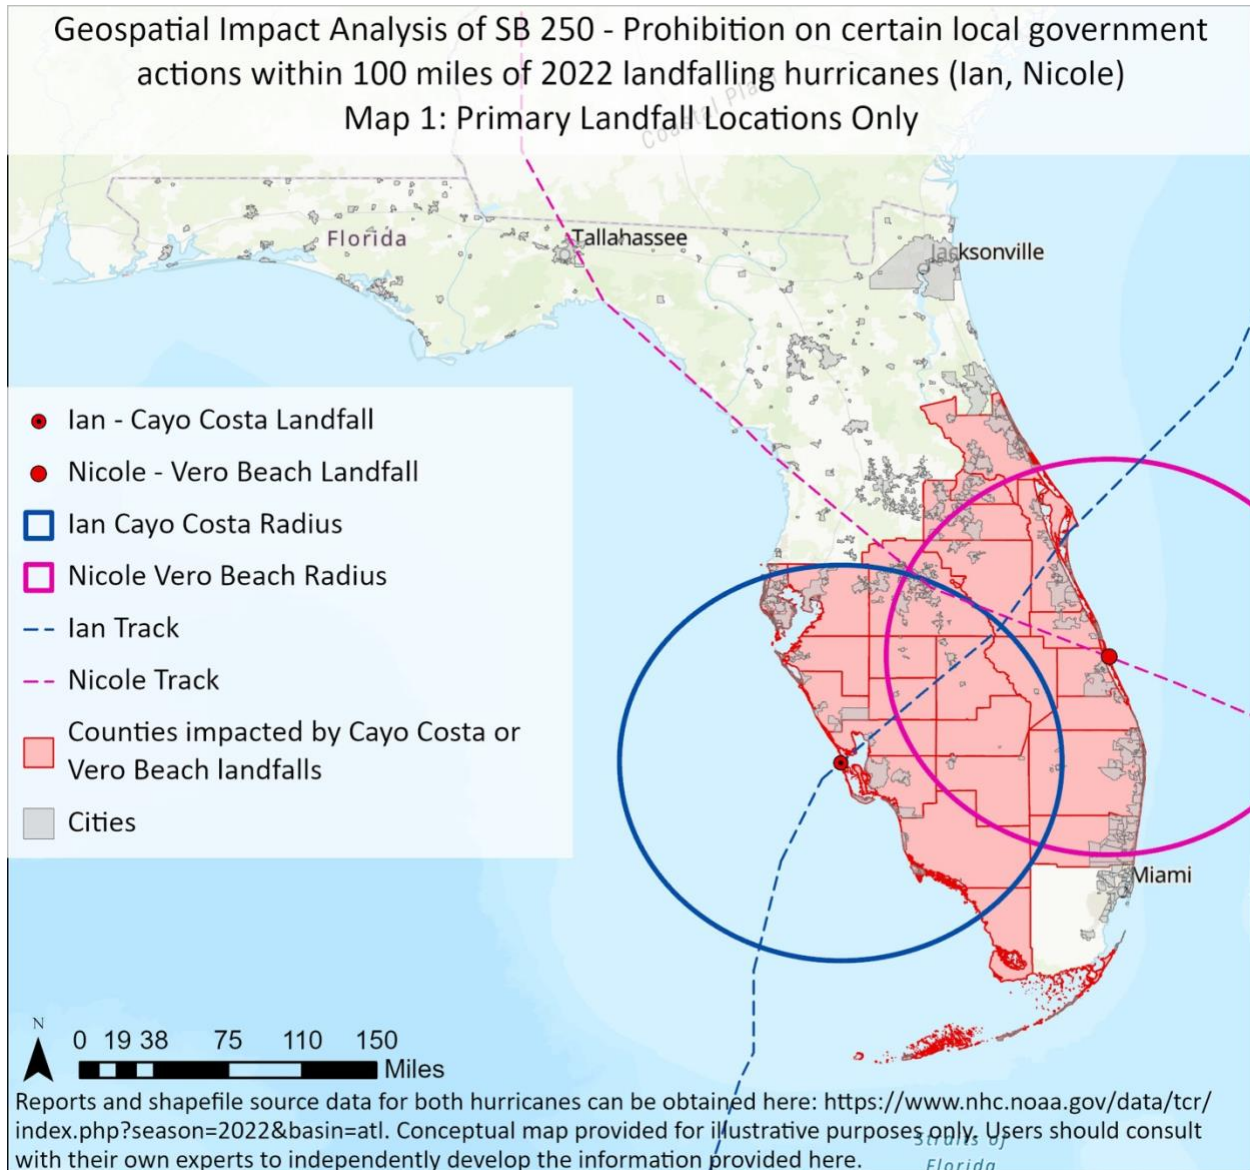 Geospatial Impact Analysis of SB 250 - Prohibition on certain local government
actions within 100 miles of 2022 landfalling hurricanes (Ian, Nicole)
Map 1: Primary Landfall Locations Only
Coastal Plain
Florida
Tallahassee
Jacksonville
Ian - Cayo Costa Landfall
Nicole - Vero Beach Landfall
Ian Cayo Costa Radius
Nicole Vero Beach Radius
Ian Track
Nicole Track
Counties impacted by Cayo Costa or
Vero Beach landfalls
Cities
Miami
N
0 19 38 75 110 150
Miles
Reports and shapefile source data for both hurricanes can be obtained here: https://www.nhc.noaa.gov/data/tcr/
index.php?season=2022&basin=atl. Conceptual map provided for illustrative purposes only. Users should consult
with their own experts to independently develop the information provided here.
Straits of
Florida